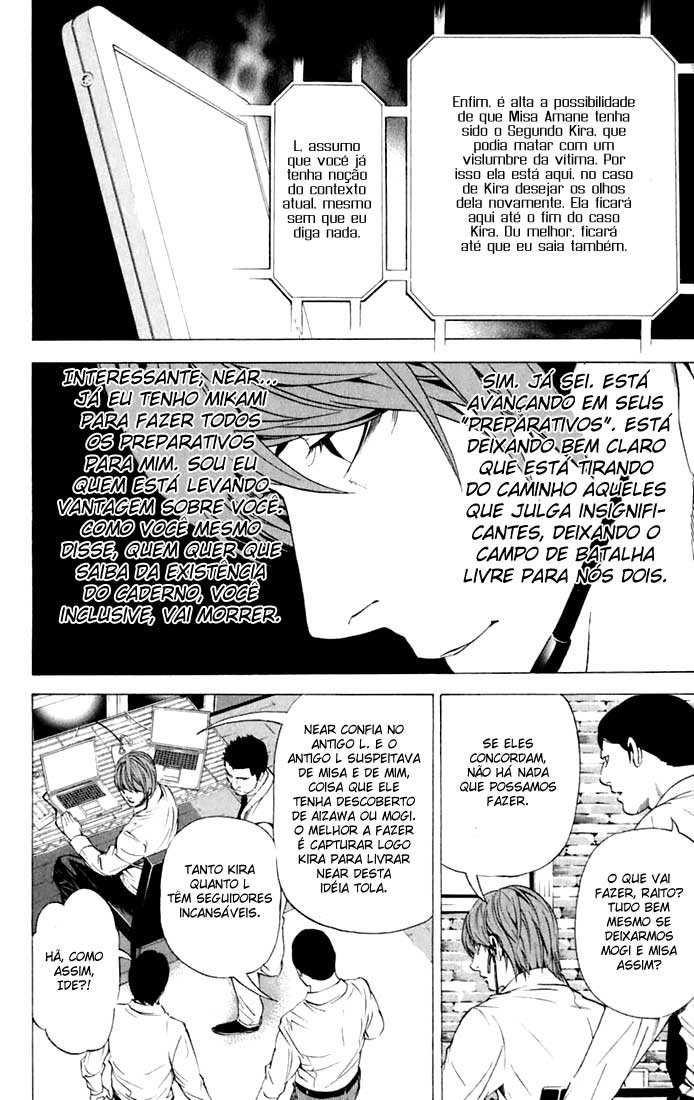 Enfim, é alta a possibilidade
de que Misa Amane tenha
sido o Segundo Kira, que
podia matar com um
vislumbre da vítima. Por
isso ela está aqui, no caso
de Kira desejar os olhos
dela novamente. Ela ficará
aqui até o fim do caso
Kira. Ou melhor, ficará
até que eu saia também.
L, assumo
que você já
tenha noção
do contexto
atual, mesmo
sem que eu
diga nada.
SIM. JÁ SEI. ESTÁ
AVANÇANDO EM SEUS
"PREPARATIVOS". ESTÁ
DEIXANDO BEM CLARO
QUE ESTÁ TIRANDO
DO CAMINHO AQUELES
QUE JULGA INSIGNIFI-
CANTES, DEIXANDO O
CAMPO DE BATALHA
LIVRE PARA NÓS DOIS.
INTERESSANTE, NEAR...
JÁ EU TENHO MIKAMI
PARA FAZER TODOS
OS PREPARATIVOS
PARA MIM. SOU EU
QUEM ESTÁ LEVANDO
VANTAGEM SOBRE VOCÊ.
COMO VOCÊ MESMO
DISSE, QUEM QUER QUE
SAIBA DA EXISTÊNCIA
DO CADERNO, VOCÊ
INCLUSIVE, VAI MORRER.
O QUE VAI
FAZER, RAITO?
TUDO BEM
MESMO SE
DEIXARMOS
MOGI E MISA
ASSIM?
SE ELES
CONCORDAM,
NÃO HÁ NADA
QUE POSSAMOS
FAZER.
NEAR CONFIA NO
ANTIGO L. E O
ANTIGO L SUSPEITAVA
DE MISA E DE MIM,
COISA QUE ELE
TENHA DESCOBERTO
DE AIZAWA OU MOGI.
O MELHOR A FAZER
É CAPTURAR LOGO
KIRA PARA LIVRAR
NEAR DESTA
IDÉIA TOLA.
TANTO KIRA
QUANTO L
TÊM SEGUIDORES
INCANSÁVEIS.
HÃ, COMO
ASSIM,
IDE?!